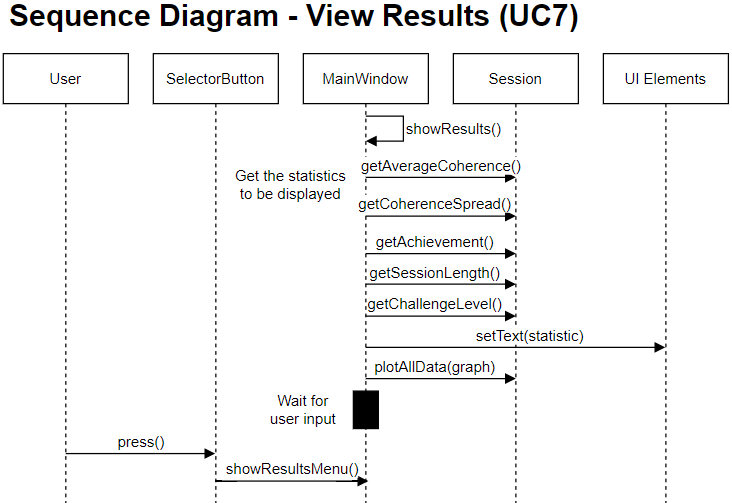 Sequence Diagram - View Results (UC7)
User
SelectorButton
MainWindow
Session
UI Elements
showResults()
Get the statistics
to be displayed
getAverageCoherence()
getCoherenceSpread()
getAchievement()
getSessionLength()
getChallengeLevel()
setText(statistic)
plotAllData(graph)
Wait for
user input
press()
showResultsMenu()